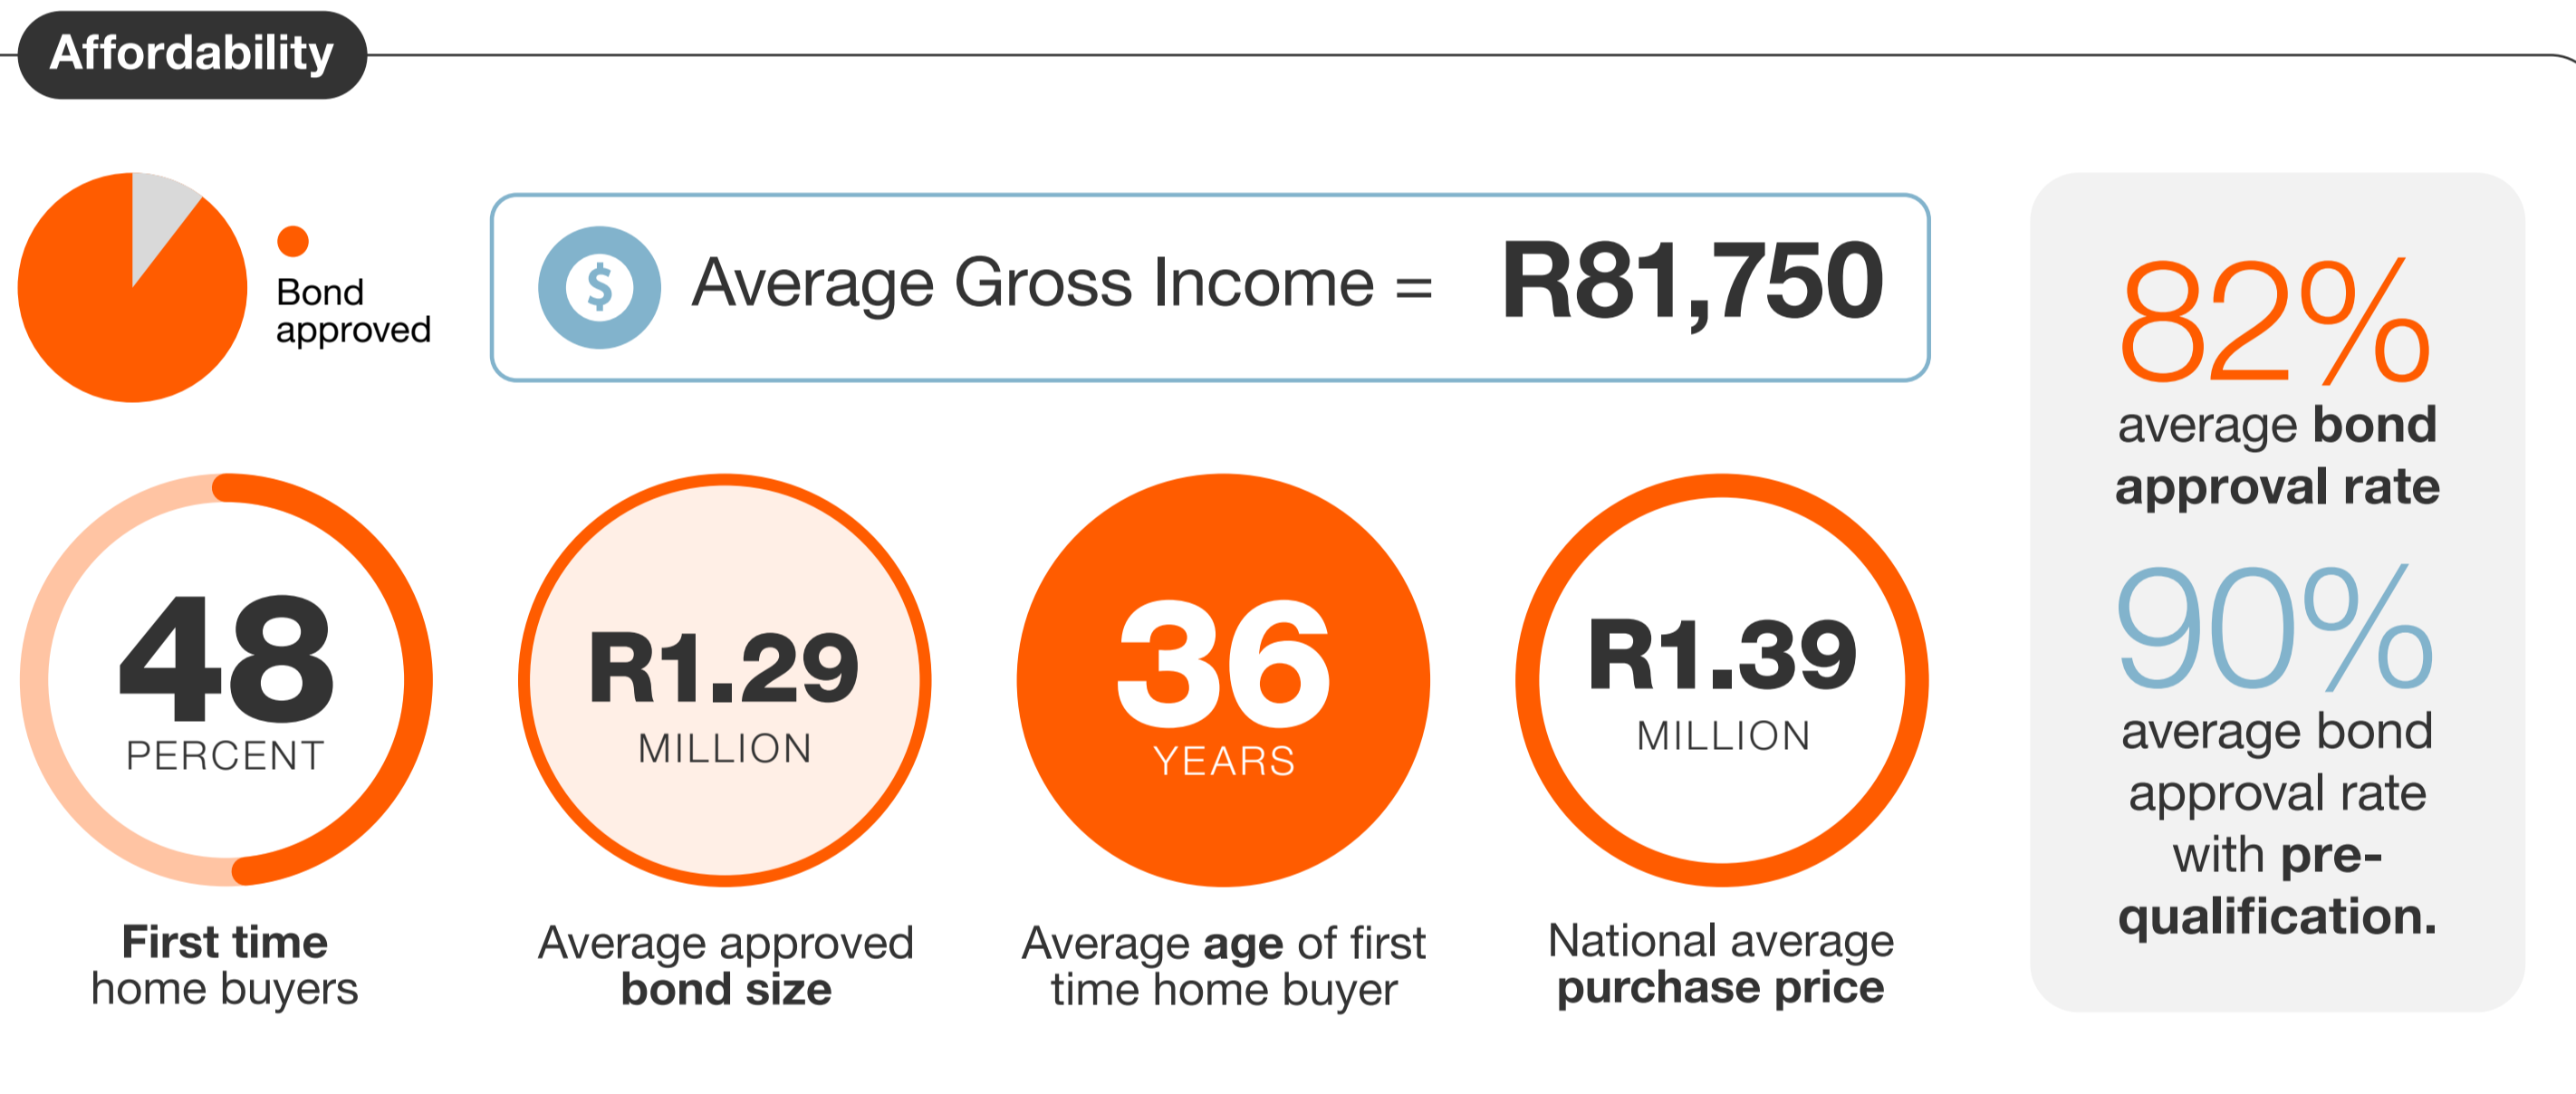 Affordability
Bond
approved
$
Average Gross Income = R81,750
48
PERCENT
First time
home buyers
R1.29
MILLION
Average approved
bond size
36
YEARS
Average age of first
time home buyer
R1.39
MILLION
National average
purchase price
82%
average bond
approval rate
90%
average bond
approval rate
with pre-
qualification.